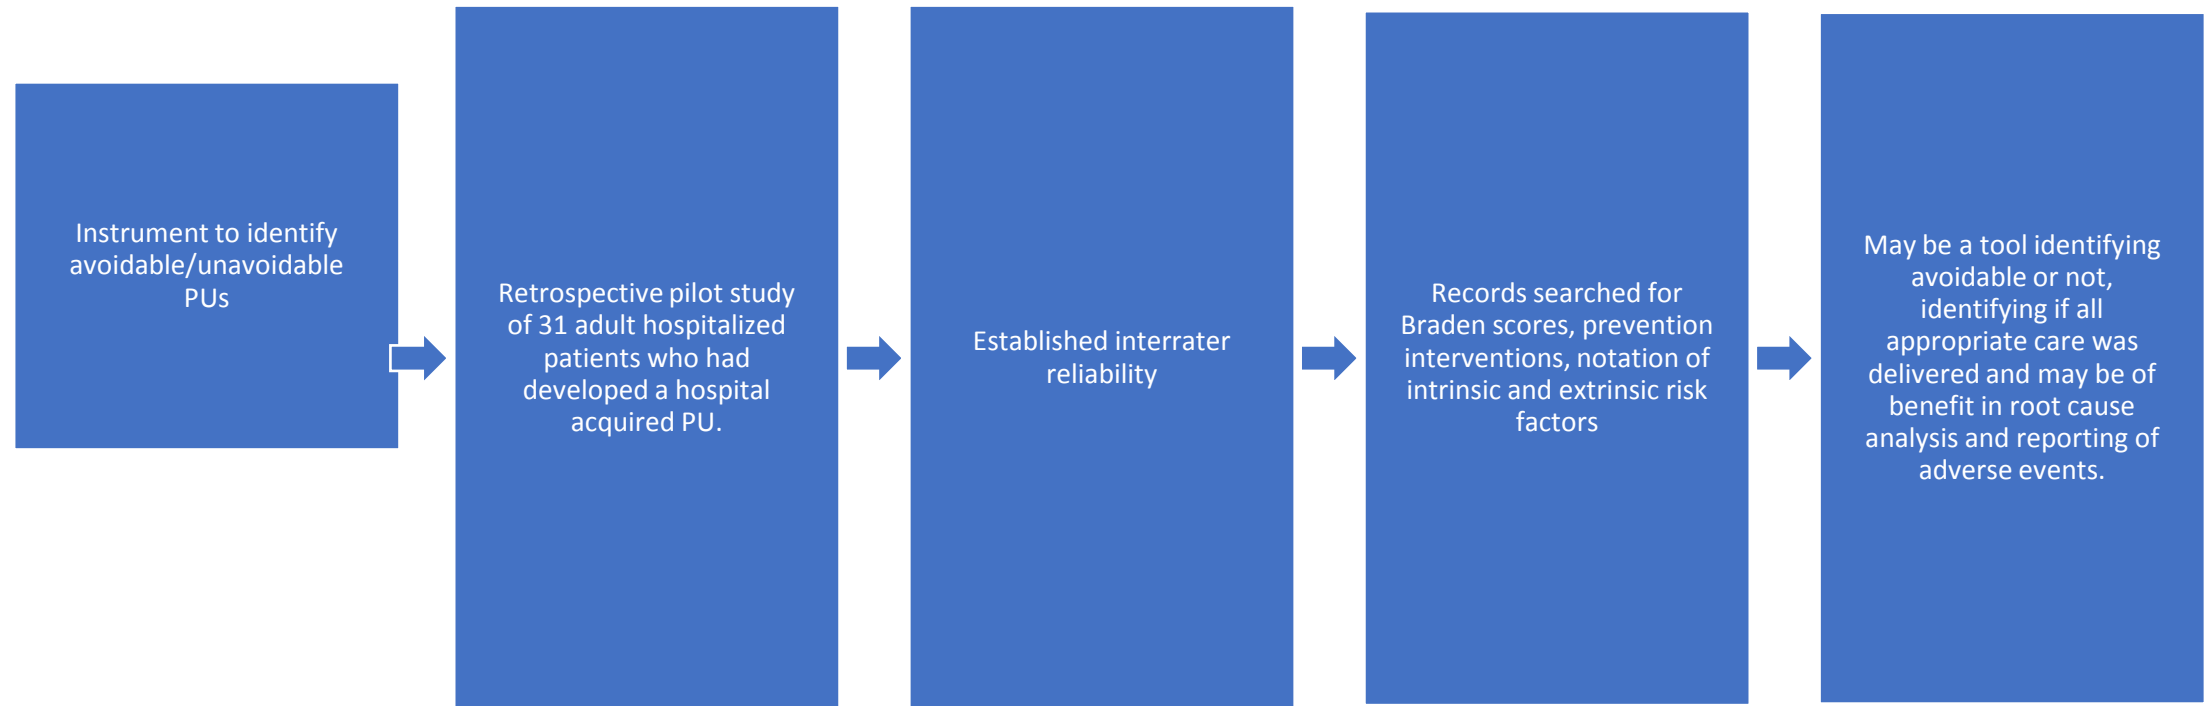 Instrument to identify
avoidable/unavoidable
PUs
Retrospective pilot study
of 31 adult hospitalized
patients who had
developed a hospital
acquired PU.
Established interrater
reliability
Records searched for
Braden scores, prevention
interventions, notation of
intrinsic and extrinsic risk
factors
May be a tool identifying
avoidable or not,
identifying if all
appropriate care was
delivered and may be of
benefit in root cause
analysis and reporting of
adverse events.